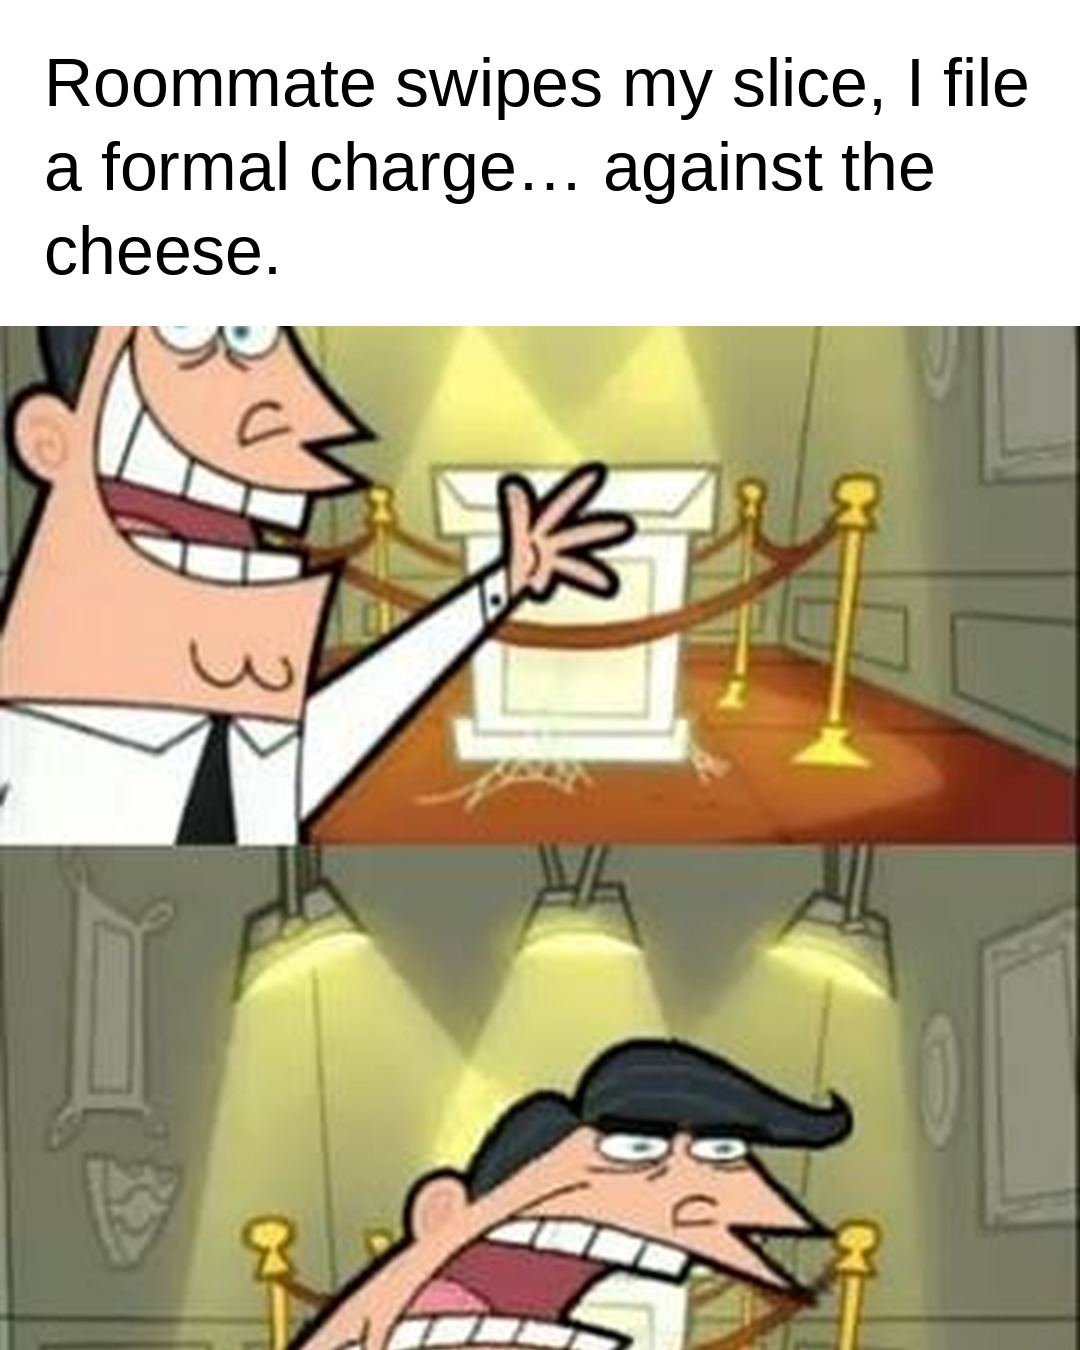 Roommate swipes my slice, I file
a formal charge… against the
cheese.